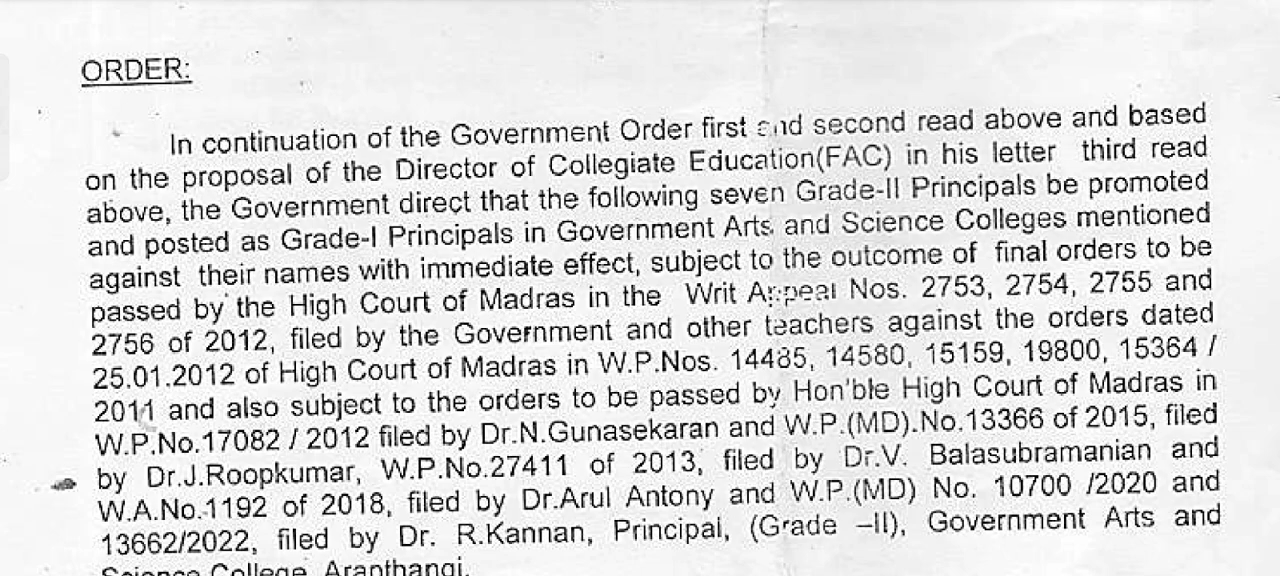 ORDER:
In continuation of the Government Order first and second read above and based
on the proposal of the Director of Collegiate Education(FAC) in his letter third read
above, the Government direct that the following seven Grade-II Principals be promoted
and posted as Grade-I Principals in Government Arts and Science Colleges mentioned
against their names with immediate effect, subject to the outcome of final orders to be
passed by the High Court of Madras in the Writ Appeal Nos. 2753, 2754, 2755 and
2756 of 2012, filed by the Government and other teachers against the orders dated
25.01.2012 of High Court of Madras in W.P.Nos. 14485, 14580, 15159, 19800, 15364 /
2011 and also subject to the orders to be passed by Hon'ble High Court of Madras in
W.P.No.17082 / 2012 filed by Dr.N.Gunasekaran and W.P.(MD).No.13366 of 2015, filed
by Dr.J.Roopkumar, W.P.No.27411 of 2013, filed by Dr.V. Balasubramanian and
W.A.No.1192 of 2018, filed by Dr.Arul Antony and W.P.(MD) No. 10700 /2020 and
13662/2022, filed by Dr. R.Kannan, Principal, (Grade –II), Government Arts and
Science College, Aranthangi.